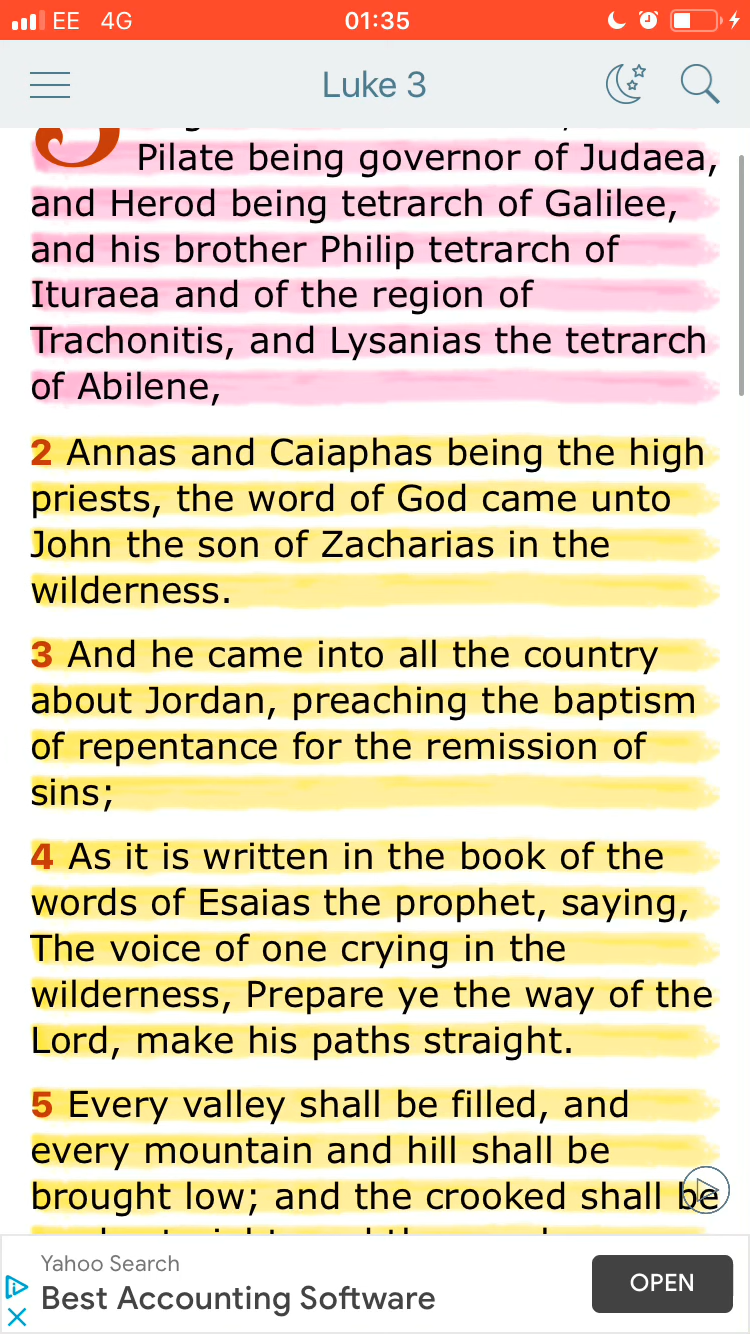 EE 4G 01:35
Luke 3
Pilate being governor of Judaea,
and Herod being tetrarch of Galilee,
and his brother Philip tetrarch of
Ituraea and of the region of
Trachonitis, and Lysanias the tetrarch
of Abilene,
2 Annas and Caiaphas being the high
priests, the word of God came unto
John the son of Zacharias in the
wilderness.
3 And he came into all the country
about Jordan, preaching the baptism
of repentance for the remission of
sins;
4 As it is written in the book of the
words of Esaias the prophet, saying,
The voice of one crying in the
wilderness, Prepare ye the way of the
Lord, make his paths straight.
5 Every valley shall be filled, and
every mountain and hill shall be
brought low; and the crooked shall be
Yahoo Search
Best Accounting Software
OPEN